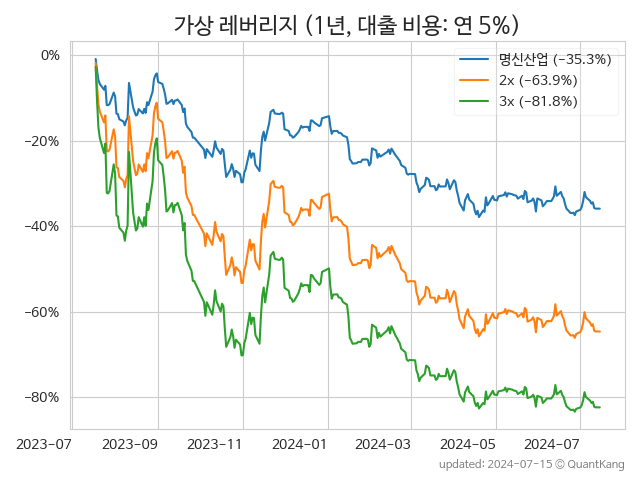 가상 레버리지 (1년, 대출 비용: 연 5%)
명신산업 (−35.3%)
2x (−63.9%)
3x (−81.8%)
0%
−20%
−40%
−60%
−80%
2023-07 2023-09 2023-11 2024-01 2024-03 2024-05 2024-07
updated: 2024-07-15 © QuantKang